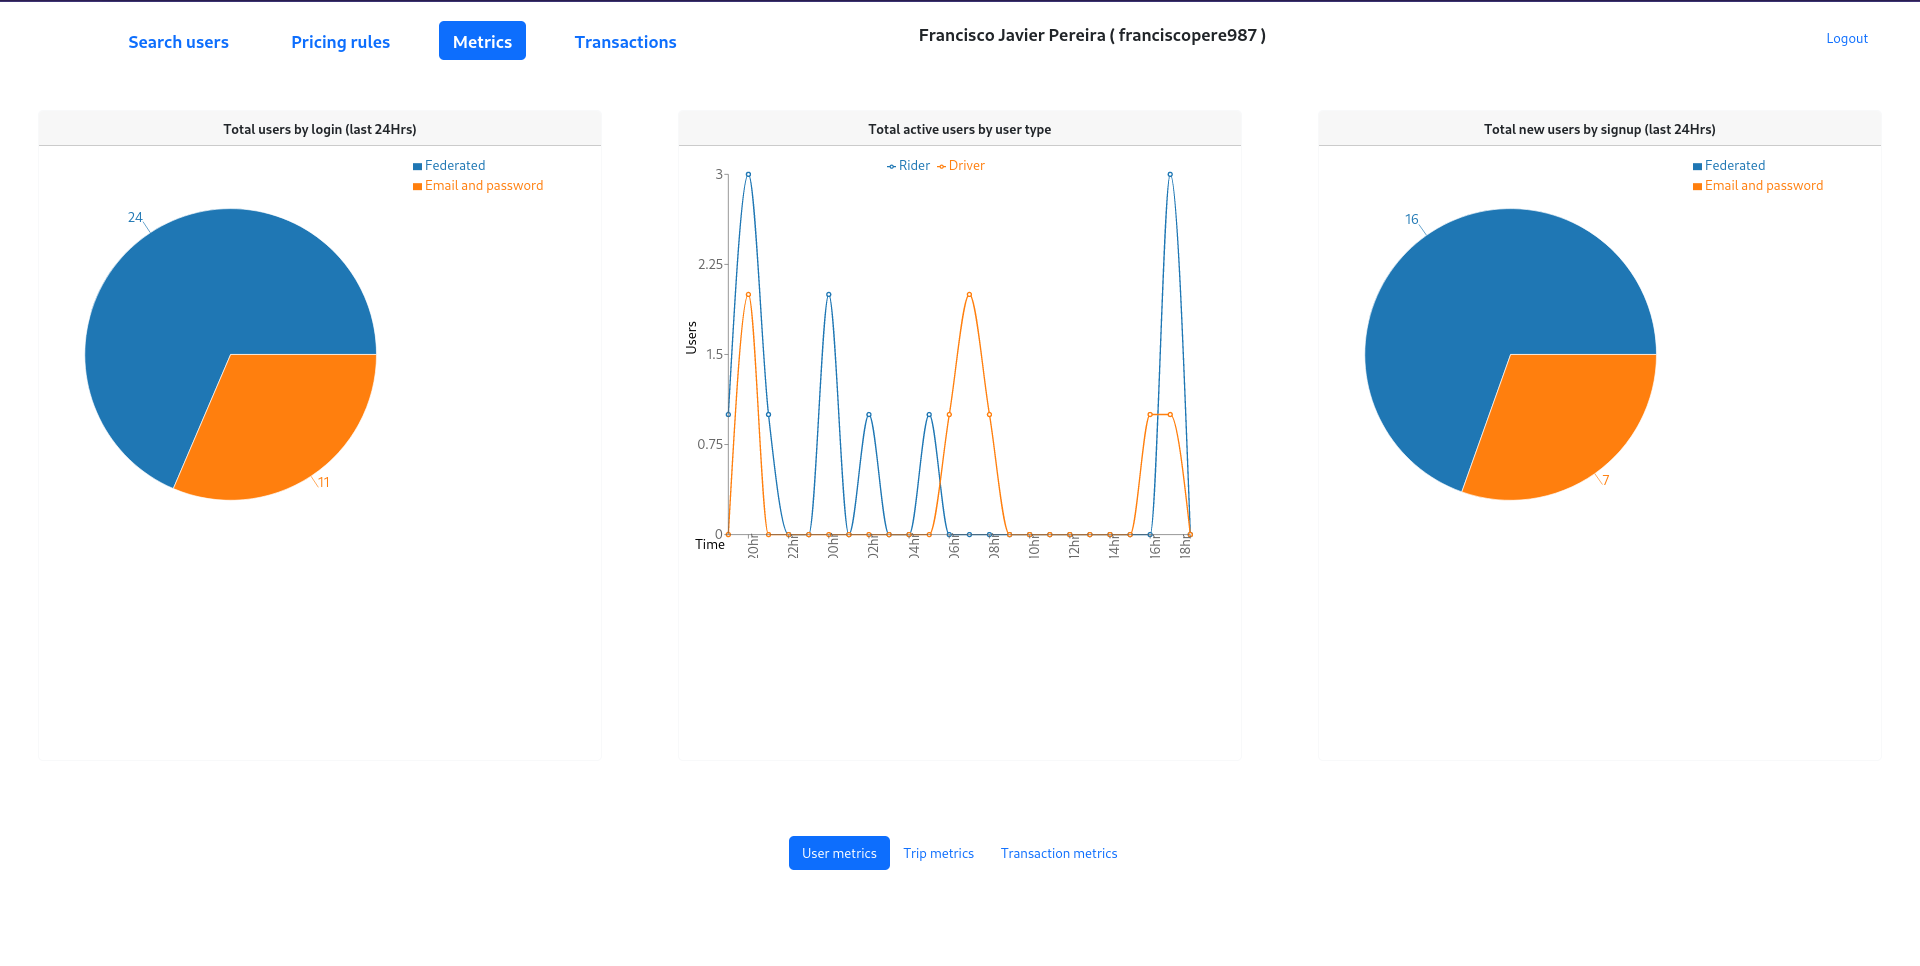 Search users
Pricing rules
Metrics
Transactions
Francisco Javier Pereira ( franciscopere987 )
Logout
Total users by login (last 24Hrs)
Federated
Email and password
24
11
Total active users by user type
Rider
Driver
3
2.25
1.5
0.75
0
Users
Time
20hr
22hr
00hr
02hr
04hr
06hr
08hr
10hr
12hr
14hr
16hr
18hr
Total new users by signup (last 24Hrs)
Federated
Email and password
16
7
User metrics
Trip metrics
Transaction metrics